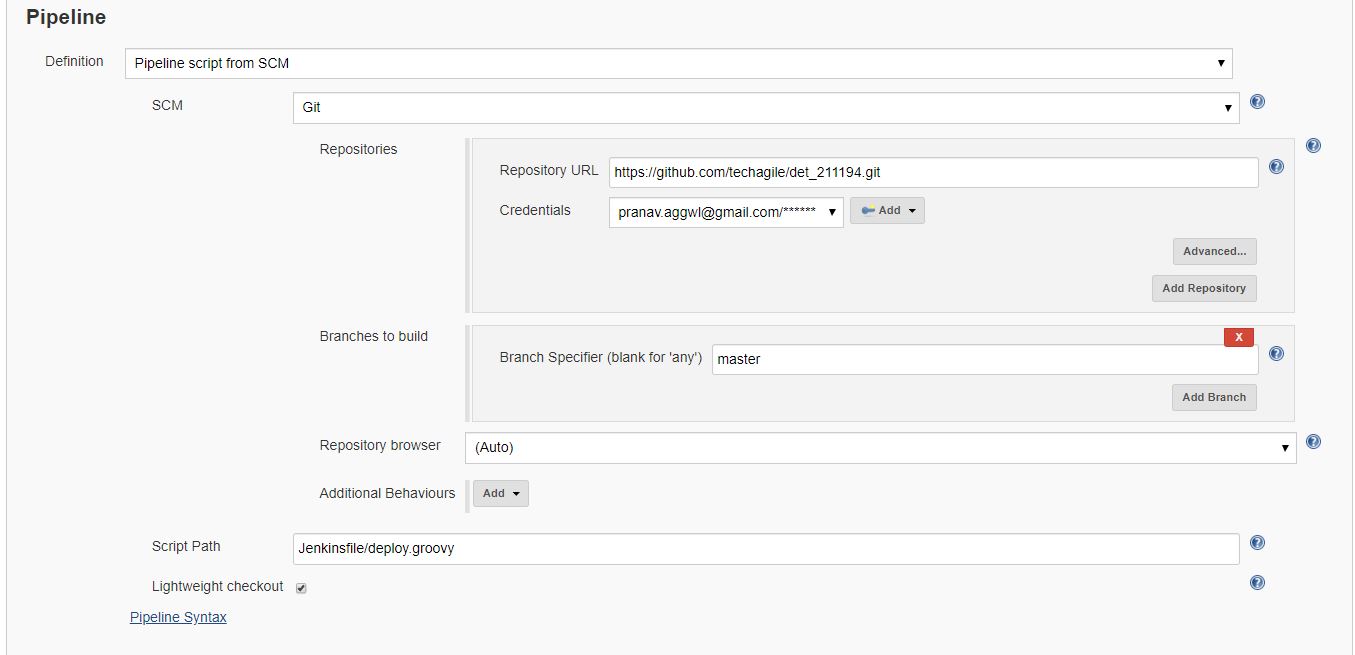 Pipeline
Definition
Pipeline script from SCM
SCM
Git
Repositories
Repository URL
https://github.com/techagile/det_211194.git
Credentials
pranav.aggwl@gmail.com/******
Add
Advanced...
Add Repository
Branches to build
X
Branch Specifier (blank for 'any')
master
Add Branch
Repository browser
(Auto)
Additional Behaviours
Add
Script Path
Jenkinsfile/deploy.groovy
Lightweight checkout
Pipeline Syntax